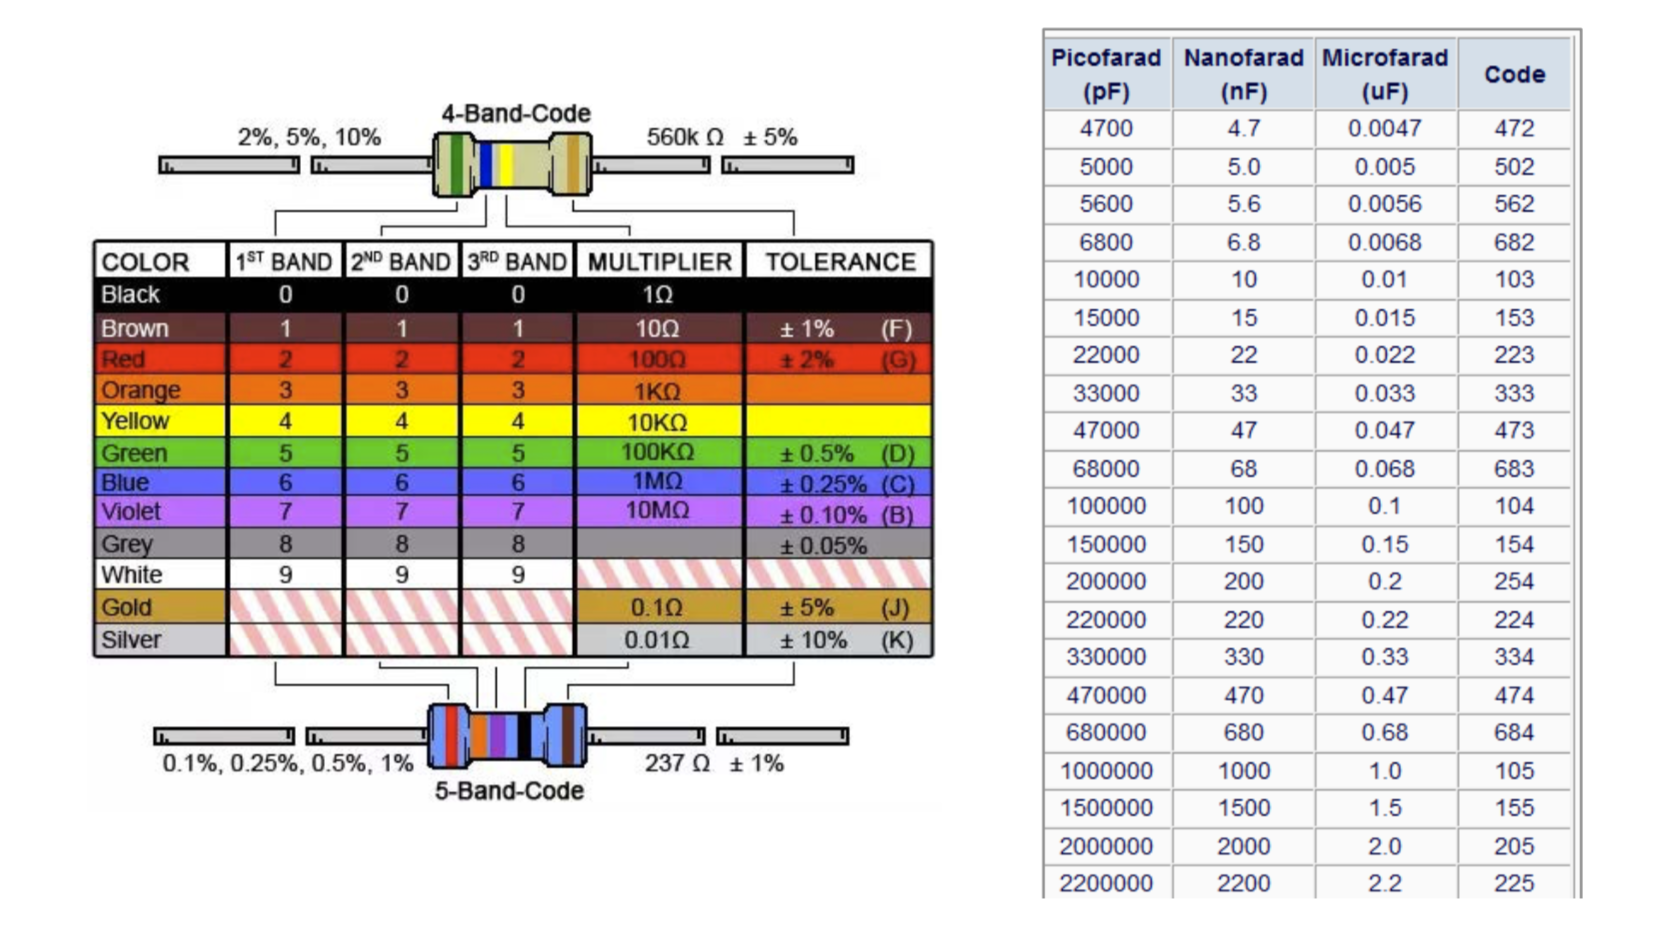 4-Band-Code
2%, 5%, 10%
560k Ω ± 5%
COLOR 1ST BAND 2ND BAND 3RD BAND MULTIPLIER TOLERANCE
Black 0 0 0 1Ω
Brown 1 1 1 10Ω ± 1% (F)
Red 2 2 2 100Ω ± 2% (G)
Orange 3 3 3 1KΩ
Yellow 4 4 4 10KΩ
Green 5 5 5 100KΩ ± 0.5% (D)
Blue 6 6 6 1MΩ ± 0.25% (C)
Violet 7 7 7 10MΩ ± 0.10% (B)
Grey 8 8 8 ± 0.05%
White 9 9 9
Gold 0.1Ω ± 5% (J)
Silver 0.01Ω ± 10% (K)
0.1%, 0.25%, 0.5%, 1%
237 Ω ± 1%
5-Band-Code
Picofarad (pF) Nanofarad (nF) Microfarad (uF) Code
4700 4.7 0.0047 472
5000 5.0 0.005 502
5600 5.6 0.0056 562
6800 6.8 0.0068 682
10000 10 0.01 103
15000 15 0.015 153
22000 22 0.022 223
33000 33 0.033 333
47000 47 0.047 473
68000 68 0.068 683
100000 100 0.1 104
150000 150 0.15 154
200000 200 0.2 254
220000 220 0.22 224
330000 330 0.33 334
470000 470 0.47 474
680000 680 0.68 684
1000000 1000 1.0 105
1500000 1500 1.5 155
2000000 2000 2.0 205
2200000 2200 2.2 225